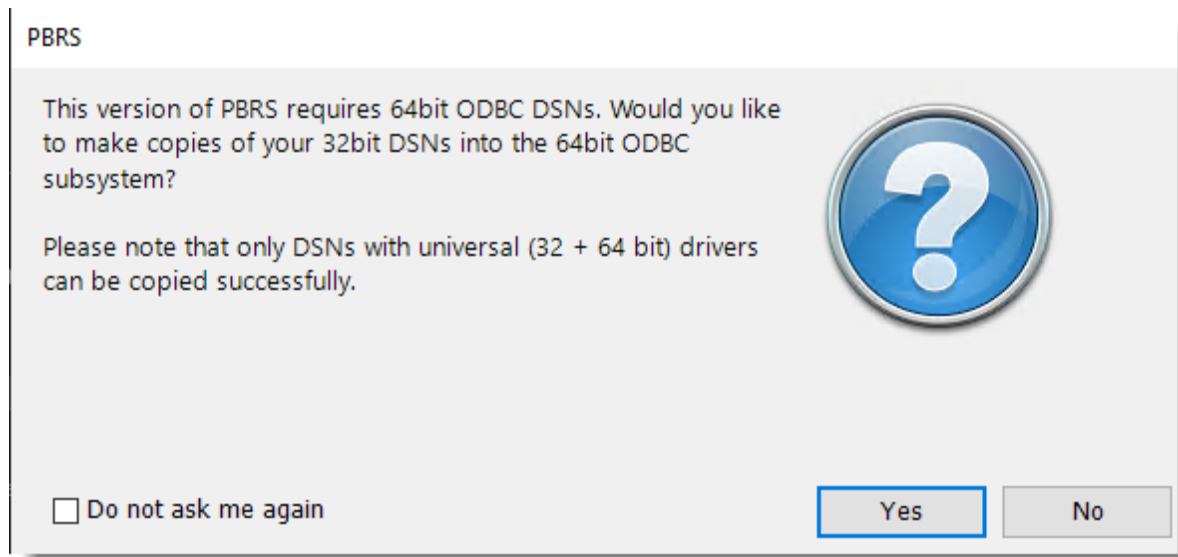 PBRS
This version of PBRS requires 64bit ODBC DSNs. Would you like
to make copies of your 32bit DSNs into the 64bit ODBC
subsystem?
Please note that only DSNs with universal (32 + 64 bit) drivers
can be copied successfully.
Do not ask me again
Yes
No